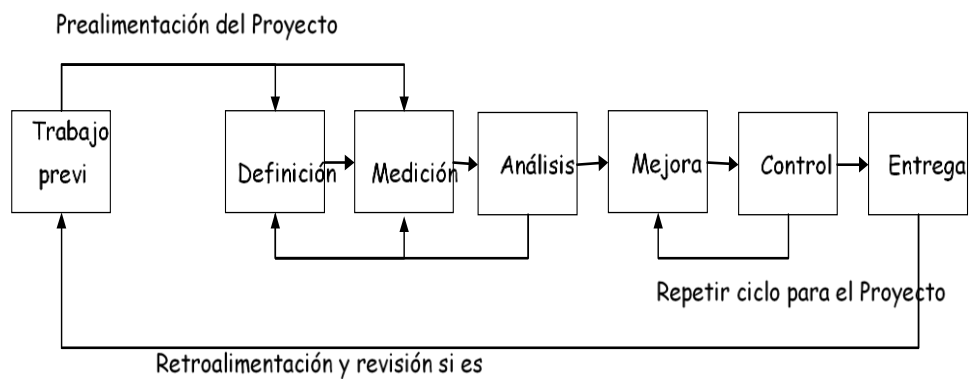 Prealimentación del Proyecto
Trabajo
previ
Definición
Medición
Análisis
Mejora
Control
Entrega
Repetir ciclo para el Proyecto
Retroalimentación y revisión si es